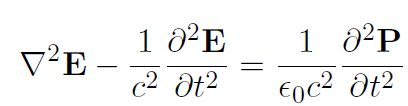 ∇²𝐄 − 1/c² ∂²𝐄/∂t² = 1/(ϵ₀c²) ∂²𝐏/∂t²